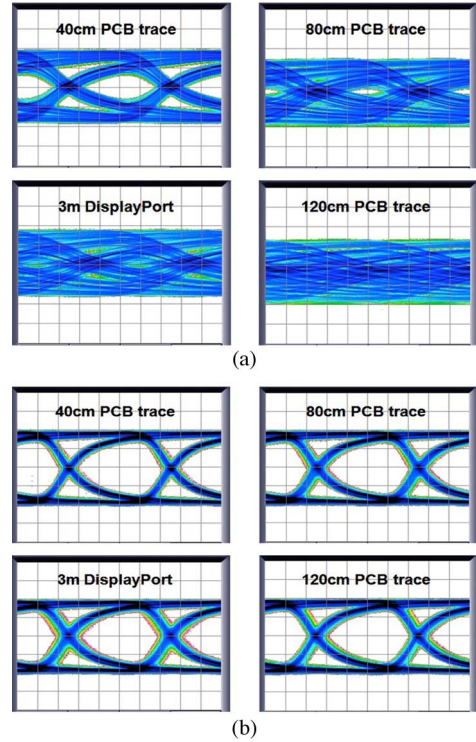 40cm PCB trace
80cm PCB trace
3m DisplayPort
120cm PCB trace
(a)
40cm PCB trace
80cm PCB trace
3m DisplayPort
120cm PCB trace
(b)